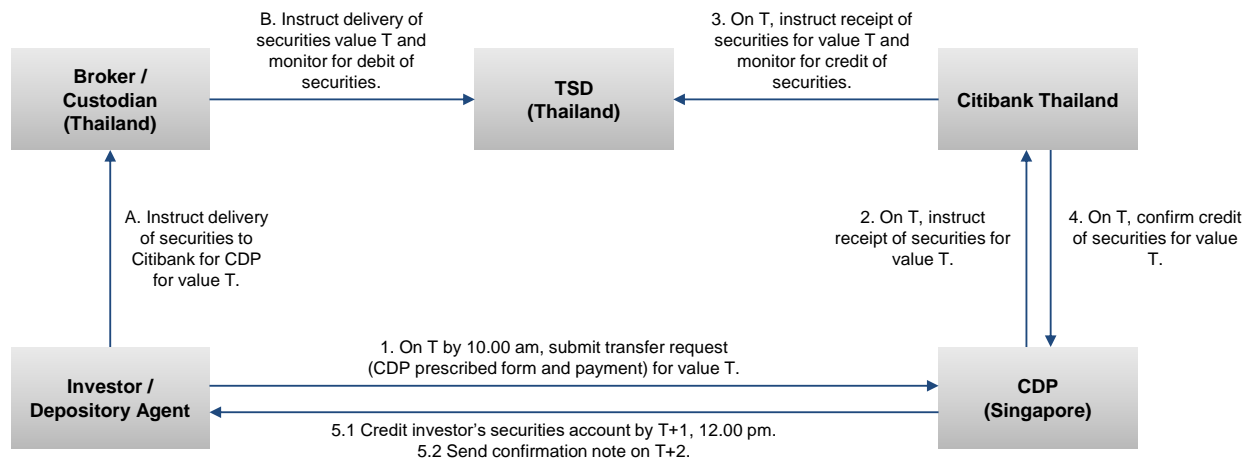 B. Instruct delivery of
securities value T and
monitor for debit of
securities.
3. On T, instruct receipt of
securities for value T and
monitor for credit of
securities.
Broker /
Custodian
(Thailand)
TSD
(Thailand)
Citibank Thailand
A. Instruct delivery
of securities to
Citibank for CDP
for value T.
2. On T, instruct
receipt of securities for
value T.
4. On T, confirm credit
of securities for value
T.
1. On T by 10.00 am, submit transfer request
(CDP prescribed form and payment) for value T.
Investor /
Depository Agent
CDP
(Singapore)
5.1 Credit investor’s securities account by T+1, 12.00 pm.
5.2 Send confirmation note on T+2.